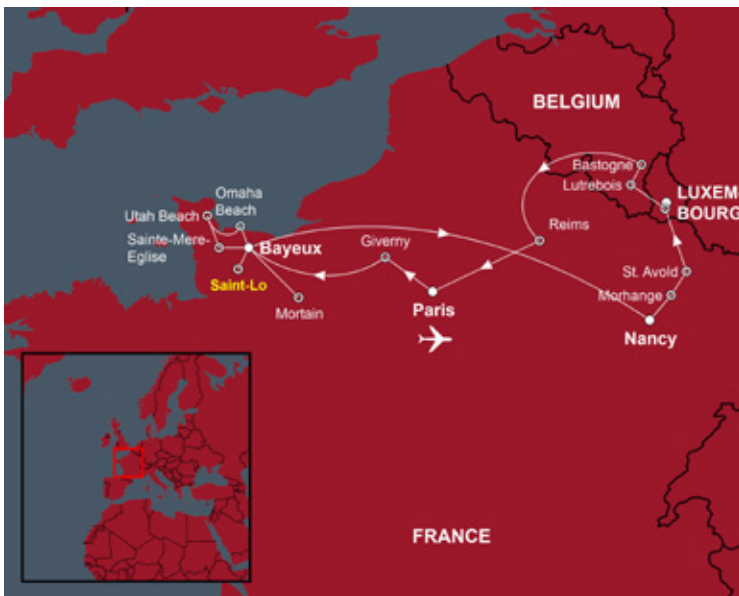 BELGIUM
Bastogne
Omaha
Beach
Lutrebois
LUXEM-
BOURG
Utah Beach
Sainte-Mere-
Eglise
Bayeux
Giverny
Reims
St. Avold
Saint-Lo
Morhange
Mortain
Paris
Nancy
FRANCE